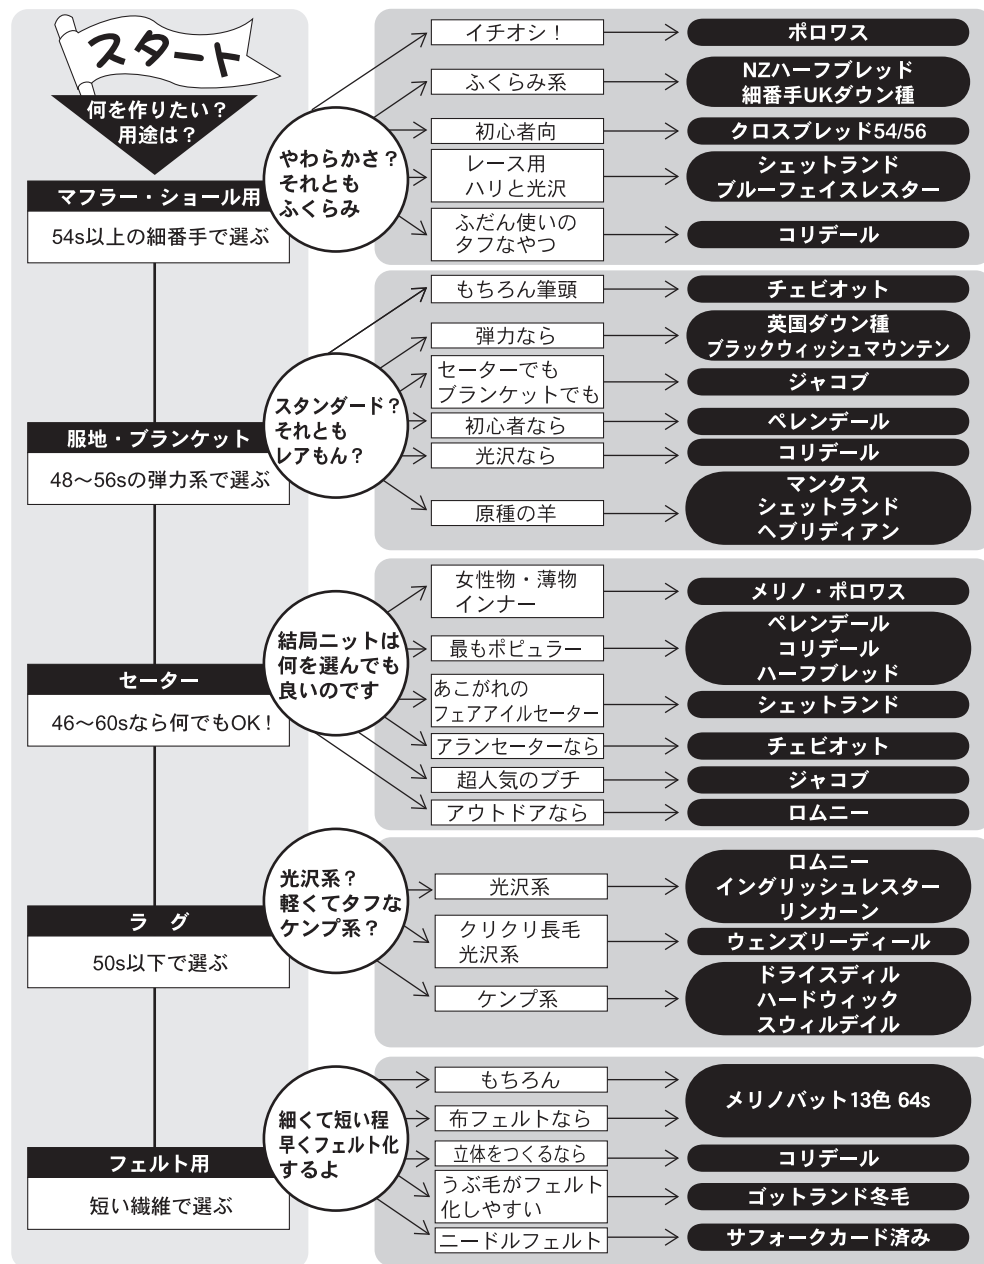 スタート
何を作りたい?
用途は?
マフラー・ショール用
54s以上の細番手で選ぶ
やわらかさ?
それとも
ふくらみ
イチオシ!
ポロワス
ふくらみ系
NZハーフブレッド
細番手UKダウン種
初心者向
クロスブレッド54/56
レース用
ハリと光沢
シェットランド
ブルーフェイスレスター
ふだん使いの
タフなやつ
コリデール
服地・ブランケット
48〜56sの弾力系で選ぶ
スタンダード?
それとも
レアもん?
もちろん筆頭
チェビオット
弾力なら
英国ダウン種
ブラックウィッシュマウンテン
セーターでも
ブランケットでも
ジャコブ
初心者なら
ペレンデール
光沢なら
コリデール
原種の羊
マンクス
シェットランド
ヘブリディアン
セーター
46〜60sなら何でもOK!
結局ニットは
何を選んでも
良いのです
女性物・薄物
インナー
メリノ・ポロワス
最もポピュラー
ペレンデール
コリデール
ハーフブレッド
あこがれの
フェアアイルセーター
シェットランド
アランセーターなら
チェビオット
超人気のブチ
ジャコブ
アウトドアなら
ロムニー
ラグ
50s以下で選ぶ
光沢系?
軽くてタフな
ケンプ系?
光沢系
ロムニー
イングリッシュレスター
リンカーン
クリクリ長毛
光沢系
ウェンズリーディール
ケンプ系
ドライスディル
ハードウィック
スウィルデイル
フェルト用
短い繊維で選ぶ
細くて短い程
早くフェルト化
するよ
もちろん
メリノバット13色 64s
布フェルトなら
立体をつくるなら
コリデール
うぶ毛がフェルト
化しやすい
ゴットランド冬毛
ニードルフェルト
サフォークカード済み